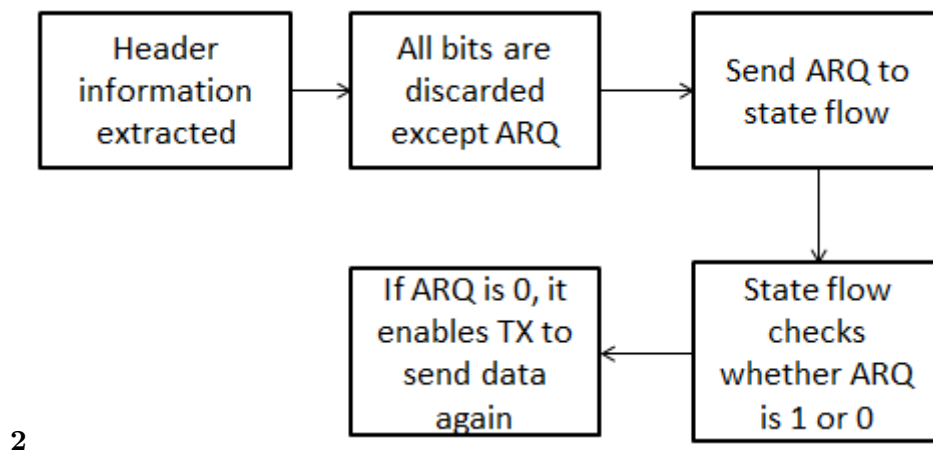 Header
information
extracted
All bits are
discarded
except ARQ
Send ARQ to
state flow
State flow
checks
whether ARQ
is 1 or 0
If ARQ is 0, it
enables TX to
send data
again
2